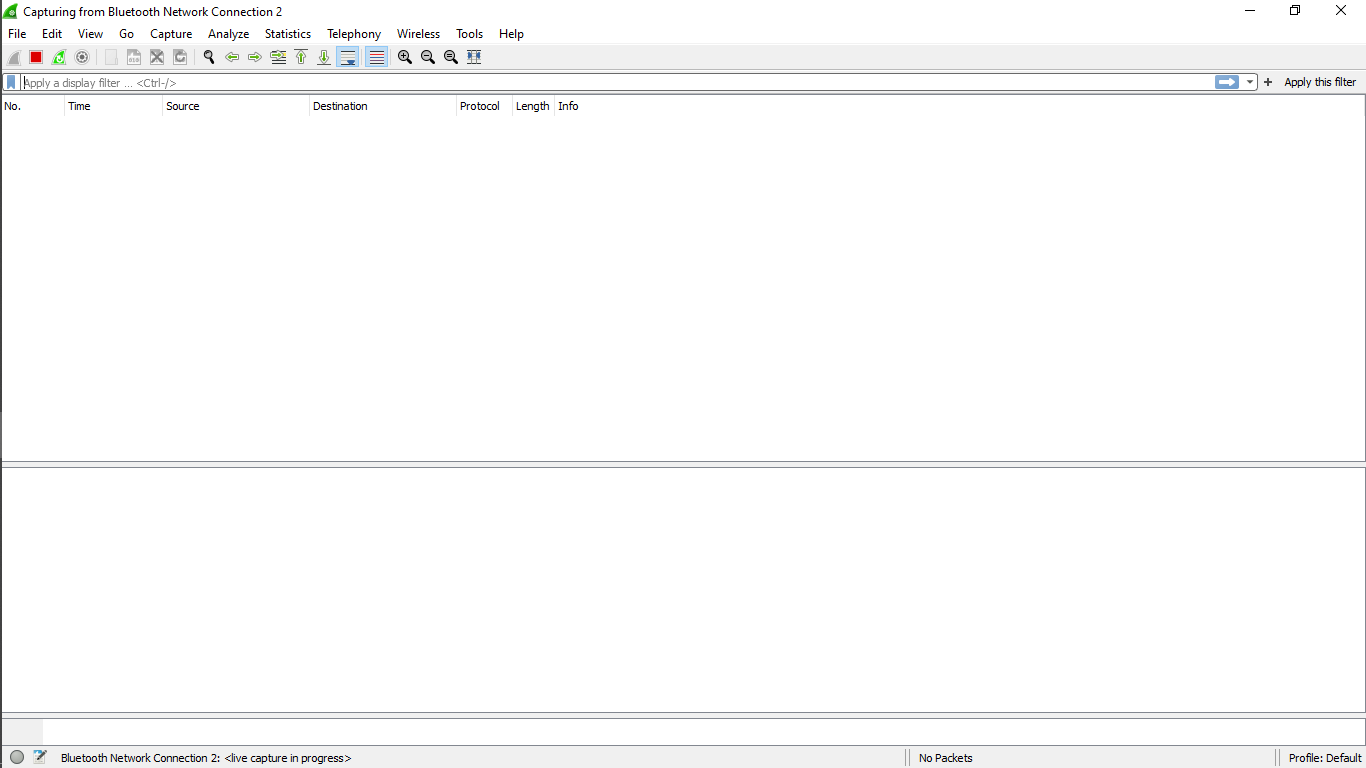 Capturing from Bluetooth Network Connection 2
File Edit View Go Capture Analyze Statistics Telephony Wireless Tools Help
Apply a display filter ... <Ctrl-/> + Apply this filter
No. Time Source Destination Protocol Length Info
Bluetooth Network Connection 2: <live capture in progress> No Packets Profile: Default